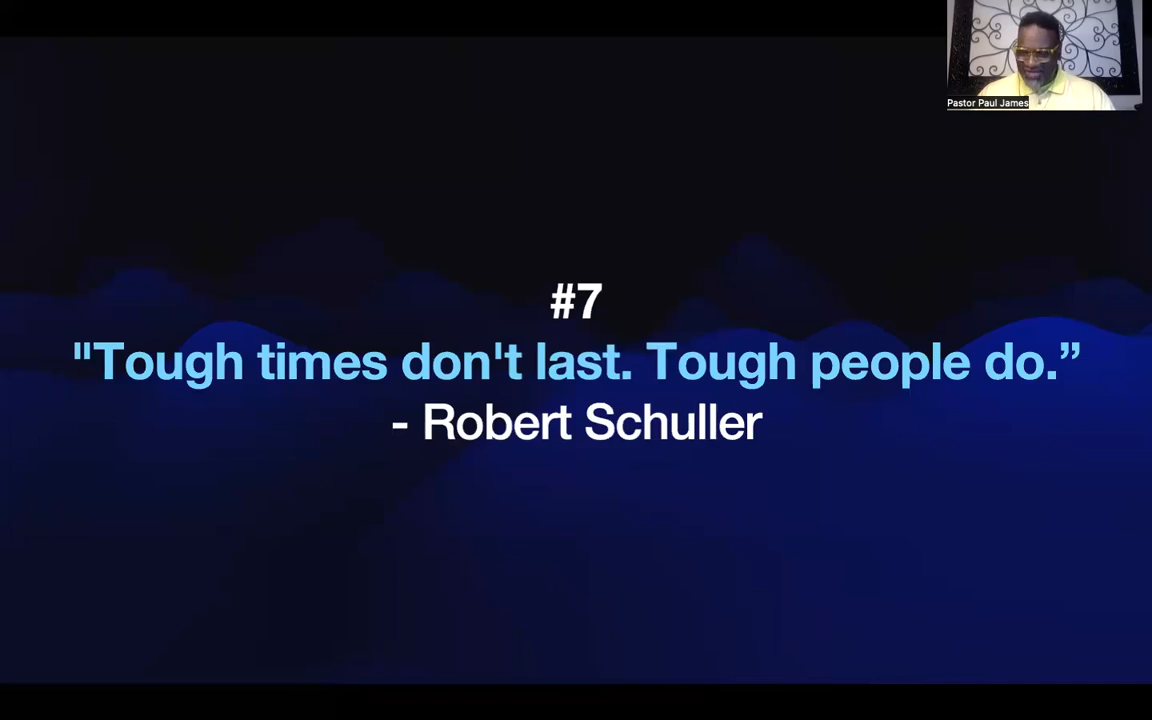 Pastor Paul James
#7
"Tough times don't last. Tough people do.”
- Robert Schuller